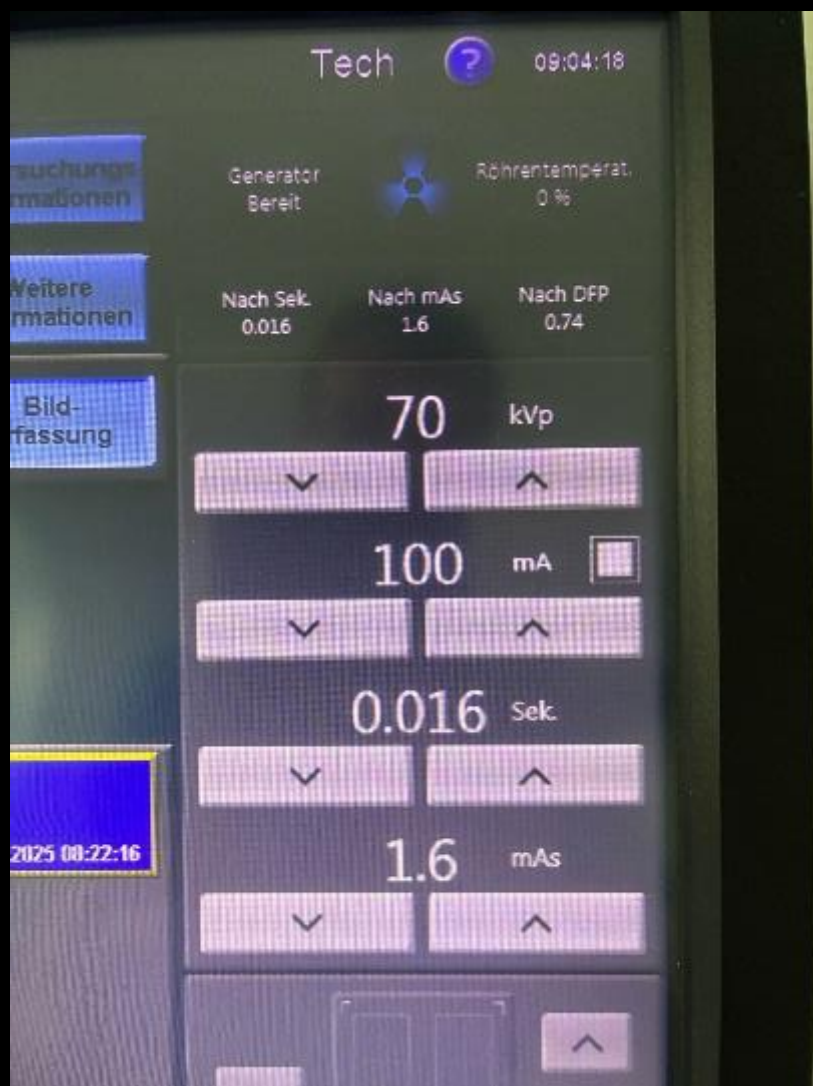 Tech ? 09:04:18
suchungs
rmationen
Generator
Bereit
Röhrentemperat.
0 %
Weitere
rmationen
Nach Sek.
0.016
Nach mAs
1.6
Nach DFP
0.74
Bild-
fassung
70 kVp
100 mA
0.016 Sek.
1.6 mAs
2025 08:22:16